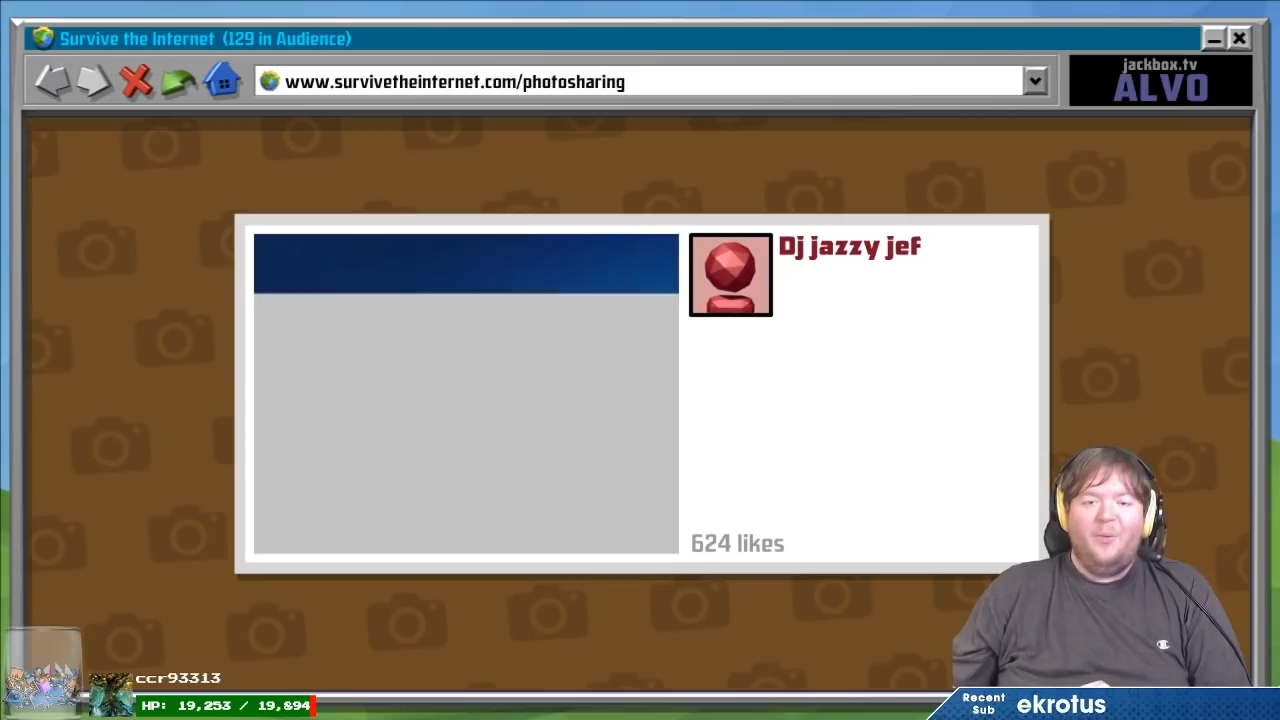 Survive the Internet (129 in Audience)
www.survivetheinternet.com/photosharing
jackbox.tv
ALVO
Dj jazzy jef
624 likes
ccr93313
HP: 19,253 / 19,894
Recent
Sub
ekrotus